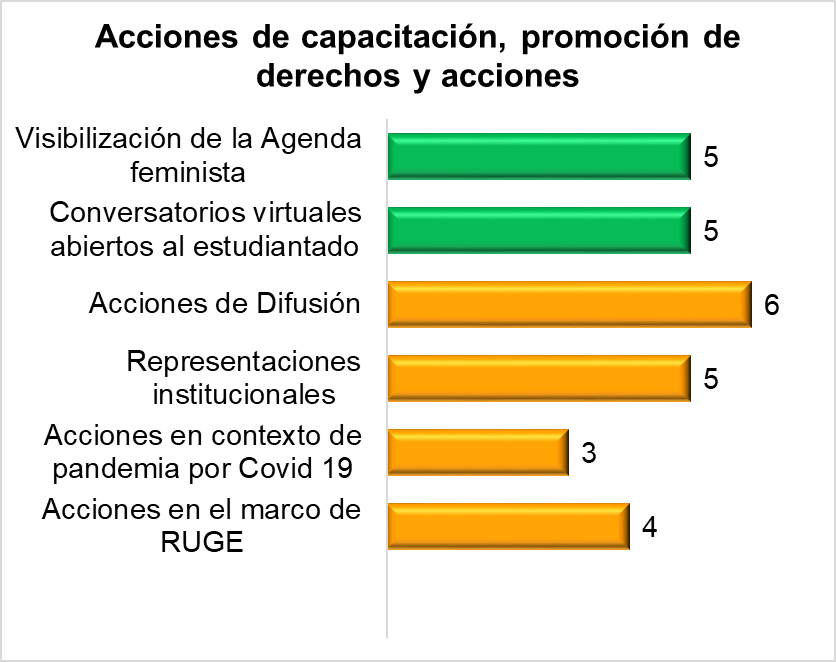 Acciones de capacitación, promoción de
derechos y acciones
Visibilización de la Agenda
feminista
5
Conversatorios virtuales
abiertos al estudiantado
5
Acciones de Difusión
6
Representaciones
institucionales
5
Acciones en contexto de
pandemia por Covid 19
3
Acciones en el marco de
RUGE
4